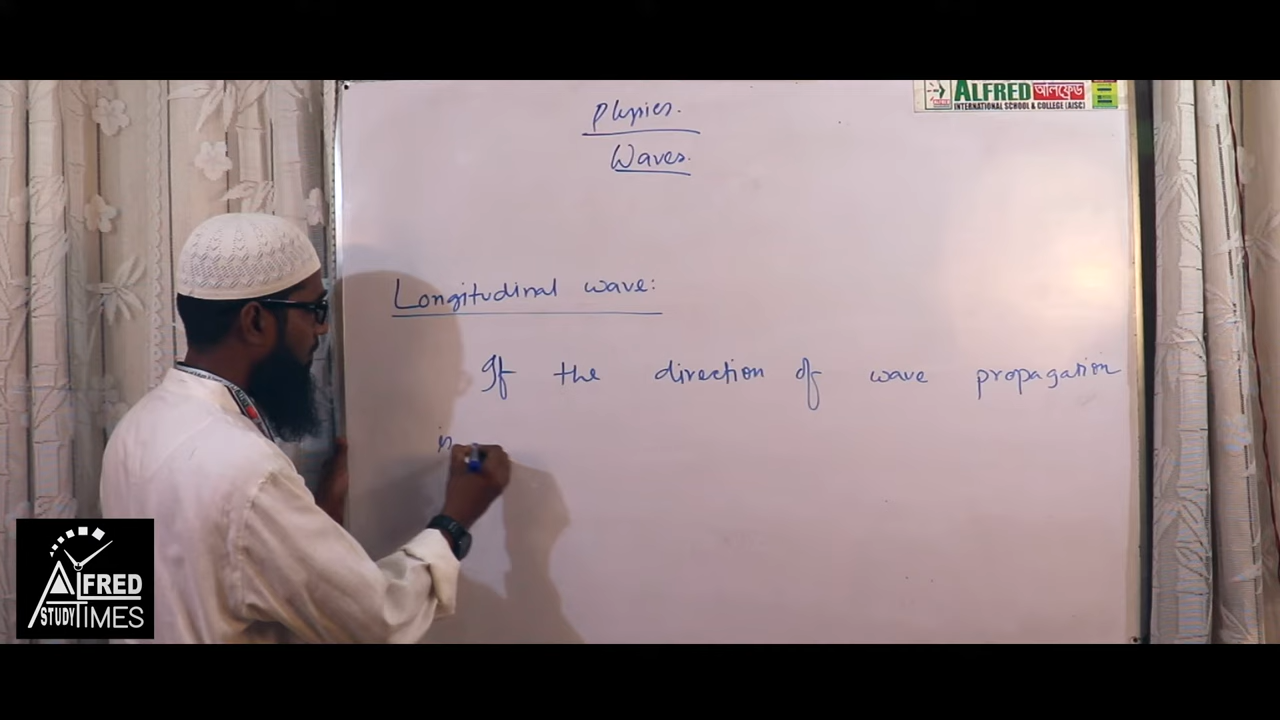 Physics.
Waves.
ALFRED আলফ্রেড
INTERNATIONAL SCHOOL & COLLEGE (AISC)
Longitudinal wave:
If the direction of wave propagation
is
ALFRED
STUDY TIMES